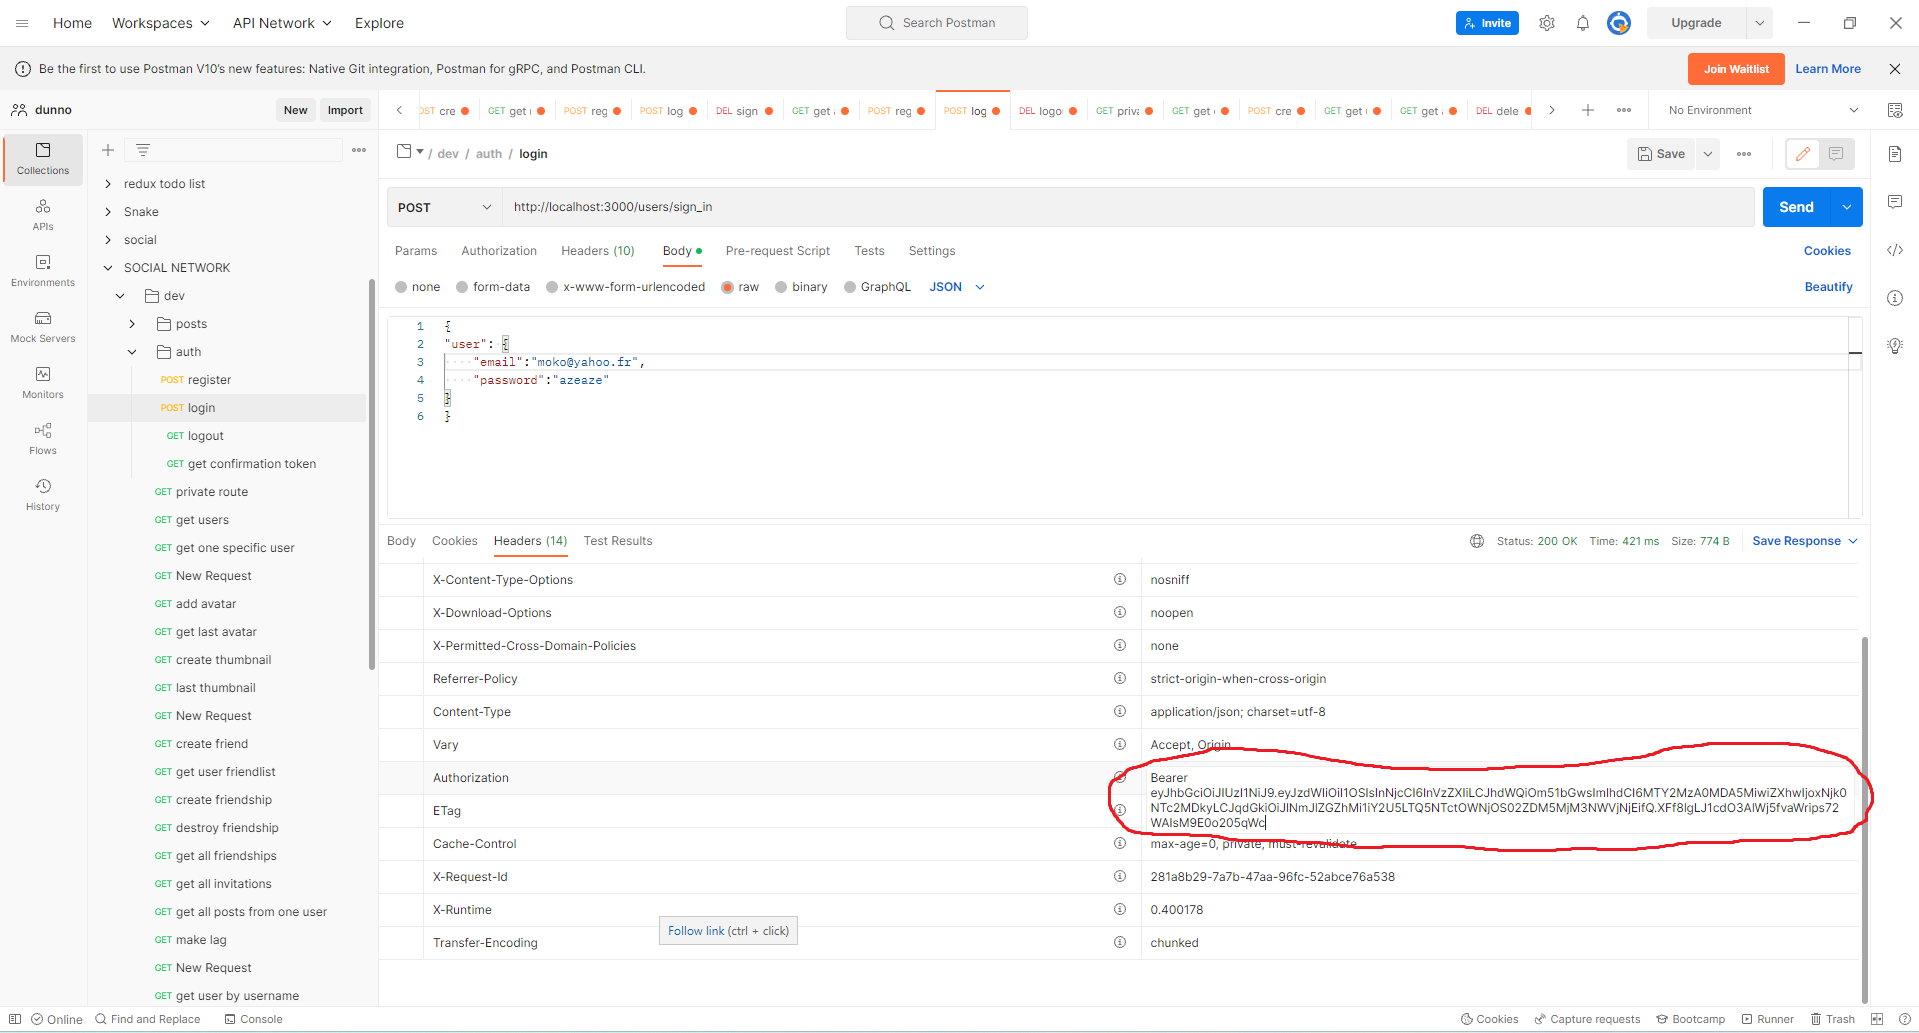 Home Workspaces API Network Explore Search Postman Invite Upgrade
Be the first to use Postman V10's new features: Native Git integration, Postman for gRPC, and Postman CLI. Join Waitlist Learn More
dunno New Import
OST cre GET get POST reg POST log DEL sign GET get POST reg POST log DEL logo GET priv GET get POST cre GET get GET get DEL dele No Environment
/ dev / auth / login Save
POST http://localhost:3000/users/sign_in Send
Params Authorization Headers (10) Body Pre-request Script Tests Settings Cookies
none form-data x-www-form-urlencoded raw binary GraphQL JSON Beautify
1 {
2 "user": {
3 "email":"moko@yahoo.fr",
4 "password":"azeaze"
5 }
6 }
Collections
APIs
Environments
Mock Servers
Monitors
Flows
History
redux todo list
Snake
social
SOCIAL NETWORK
dev
posts
auth
POST register
POST login
GET logout
GET get confirmation token
GET private route
GET get users
GET get one specific user
GET New Request
GET add avatar
GET get last avatar
GET create thumbnail
GET last thumbnail
GET New Request
GET create friend
GET get user friendlist
GET create friendship
GET destroy friendship
GET get all friendships
GET get all invitations
GET get all posts from one user
GET make lag
GET New Request
GET get user by username
Body Cookies Headers (14) Test Results Status: 200 OK Time: 421 ms Size: 774 B Save Response
X-Content-Type-Options nosniff
X-Download-Options noopen
X-Permitted-Cross-Domain-Policies none
Referrer-Policy strict-origin-when-cross-origin
Content-Type application/json; charset=utf-8
Vary Accept, Origin
Authorization Bearer
ETag
Cache-Control max-age=0, private, must-revalidate
X-Request-Id 281a8b29-7a7b-47aa-96fc-52abce76a538
X-Runtime 0.400178
Transfer-Encoding chunked
Follow link (ctrl + click)
Online Find and Replace Console Cookies Capture requests Bootcamp Runner Trash